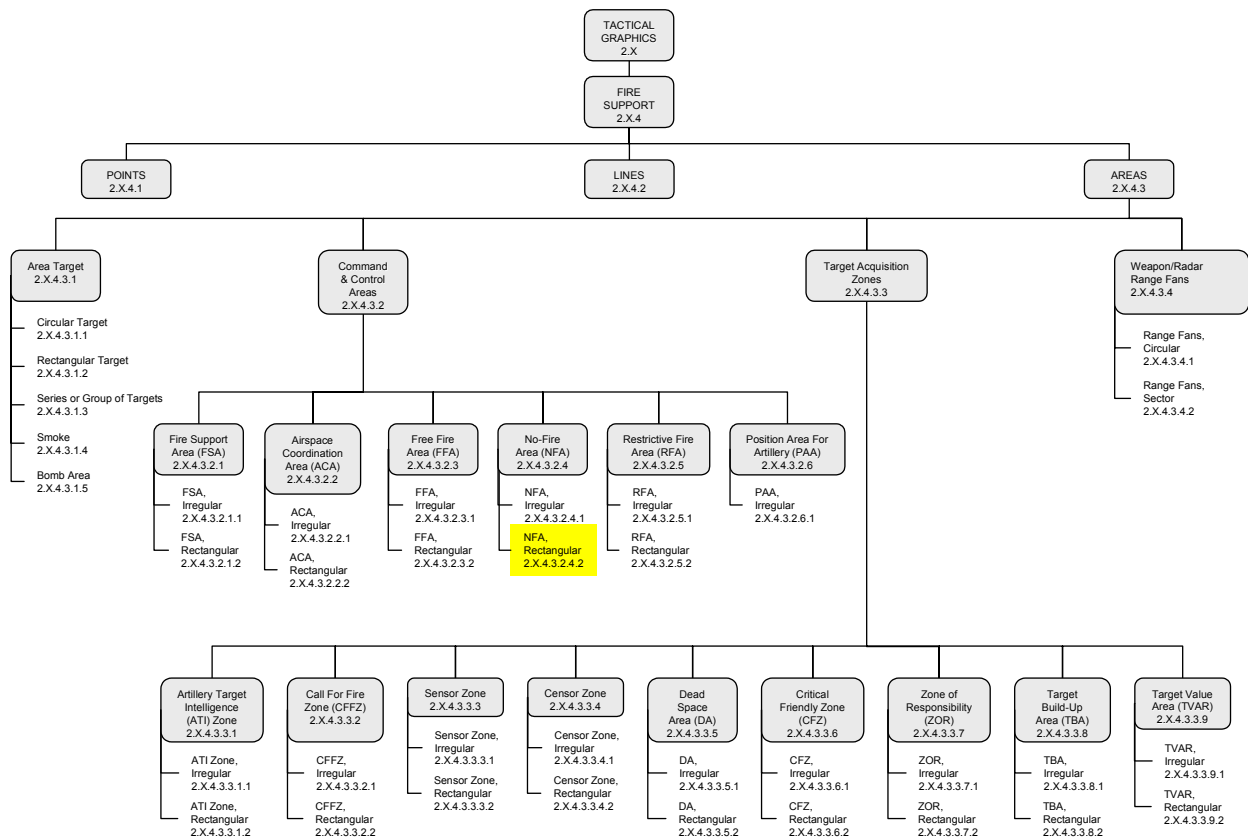 TACTICAL
GRAPHICS
2.X
FIRE
SUPPORT
2.X.4
POINTS
2.X.4.1
LINES
2.X.4.2
AREAS
2.X.4.3
Area Target
2.X.4.3.1
Circular Target
2.X.4.3.1.1
Rectangular Target
2.X.4.3.1.2
Series or Group of Targets
2.X.4.3.1.3
Smoke
2.X.4.3.1.4
Bomb Area
2.X.4.3.1.5
Command
& Control
Areas
2.X.4.3.2
Target Acquisition
Zones
2.X.4.3.3
Weapon/Radar
Range Fans
2.X.4.3.4
Range Fans,
Circular
2.X.4.3.4.1
Range Fans,
Sector
2.X.4.3.4.2
Fire Support
Area (FSA)
2.X.4.3.2.1
FSA,
Irregular
2.X.4.3.2.1.1
FSA,
Rectangular
2.X.4.3.2.1.2
Airspace
Coordination
Area (ACA)
2.X.4.3.2.2
ACA,
Irregular
2.X.4.3.2.2.1
ACA,
Rectangular
2.X.4.3.2.2.2
Free Fire
Area (FFA)
2.X.4.3.2.3
FFA,
Irregular
2.X.4.3.2.3.1
FFA,
Rectangular
2.X.4.3.2.3.2
No-Fire
Area (NFA)
2.X.4.3.2.4
NFA,
Irregular
2.X.4.3.2.4.1
NFA,
Rectangular
2.X.4.3.2.4.2
Restrictive Fire
Area (RFA)
2.X.4.3.2.5
RFA,
Irregular
2.X.4.3.2.5.1
RFA,
Rectangular
2.X.4.3.2.5.2
Position Area For
Artillery (PAA)
2.X.4.3.2.6
PAA,
Irregular
2.X.4.3.2.6.1
Artillery Target
Intelligence
(ATI) Zone
2.X.4.3.3.1
ATI Zone,
Irregular
2.X.4.3.3.1.1
ATI Zone,
Rectangular
2.X.4.3.3.1.2
Call For Fire
Zone (CFFZ)
2.X.4.3.3.2
CFFZ,
Irregular
2.X.4.3.3.2.1
CFFZ,
Rectangular
2.X.4.3.3.2.2
Sensor Zone
2.X.4.3.3.3
Sensor Zone,
Irregular
2.X.4.3.3.3.1
Sensor Zone,
Rectangular
2.X.4.3.3.3.2
Censor Zone
2.X.4.3.3.4
Censor Zone,
Irregular
2.X.4.3.3.4.1
Censor Zone,
Rectangular
2.X.4.3.3.4.2
Dead
Space
Area (DA)
2.X.4.3.3.5
DA,
Irregular
2.X.4.3.3.5.1
DA,
Rectangular
2.X.4.3.3.5.2
Critical
Friendly Zone
(CFZ)
2.X.4.3.3.6
CFZ,
Irregular
2.X.4.3.3.6.1
CFZ,
Rectangular
2.X.4.3.3.6.2
Zone of
Responsibility
(ZOR)
2.X.4.3.3.7
ZOR,
Irregular
2.X.4.3.3.7.1
ZOR,
Rectangular
2.X.4.3.3.7.2
Target
Build-Up
Area (TBA)
2.X.4.3.3.8
TBA,
Irregular
2.X.4.3.3.8.1
TBA,
Rectangular
2.X.4.3.3.8.2
Target Value
Area (TVAR)
2.X.4.3.3.9
TVAR,
Irregular
2.X.4.3.3.9.1
TVAR,
Rectangular
2.X.4.3.3.9.2